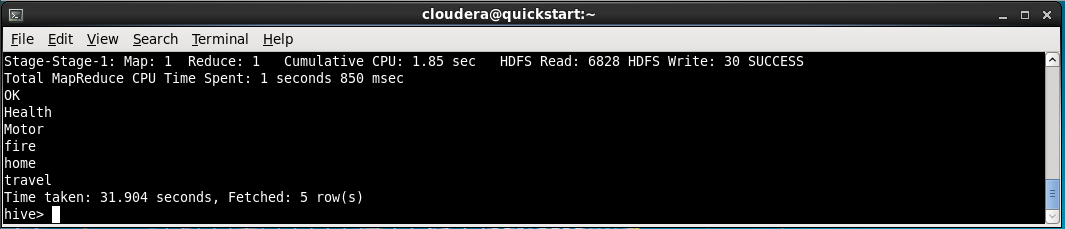 cloudera@quickstart:~
File Edit View Search Terminal Help
Stage-Stage-1: Map: 1  Reduce: 1   Cumulative CPU: 1.85 sec   HDFS Read: 6828 HDFS Write: 30 SUCCESS
Total MapReduce CPU Time Spent: 1 seconds 850 msec
OK
Health
Motor
fire
home
travel
Time taken: 31.904 seconds, Fetched: 5 row(s)
hive>